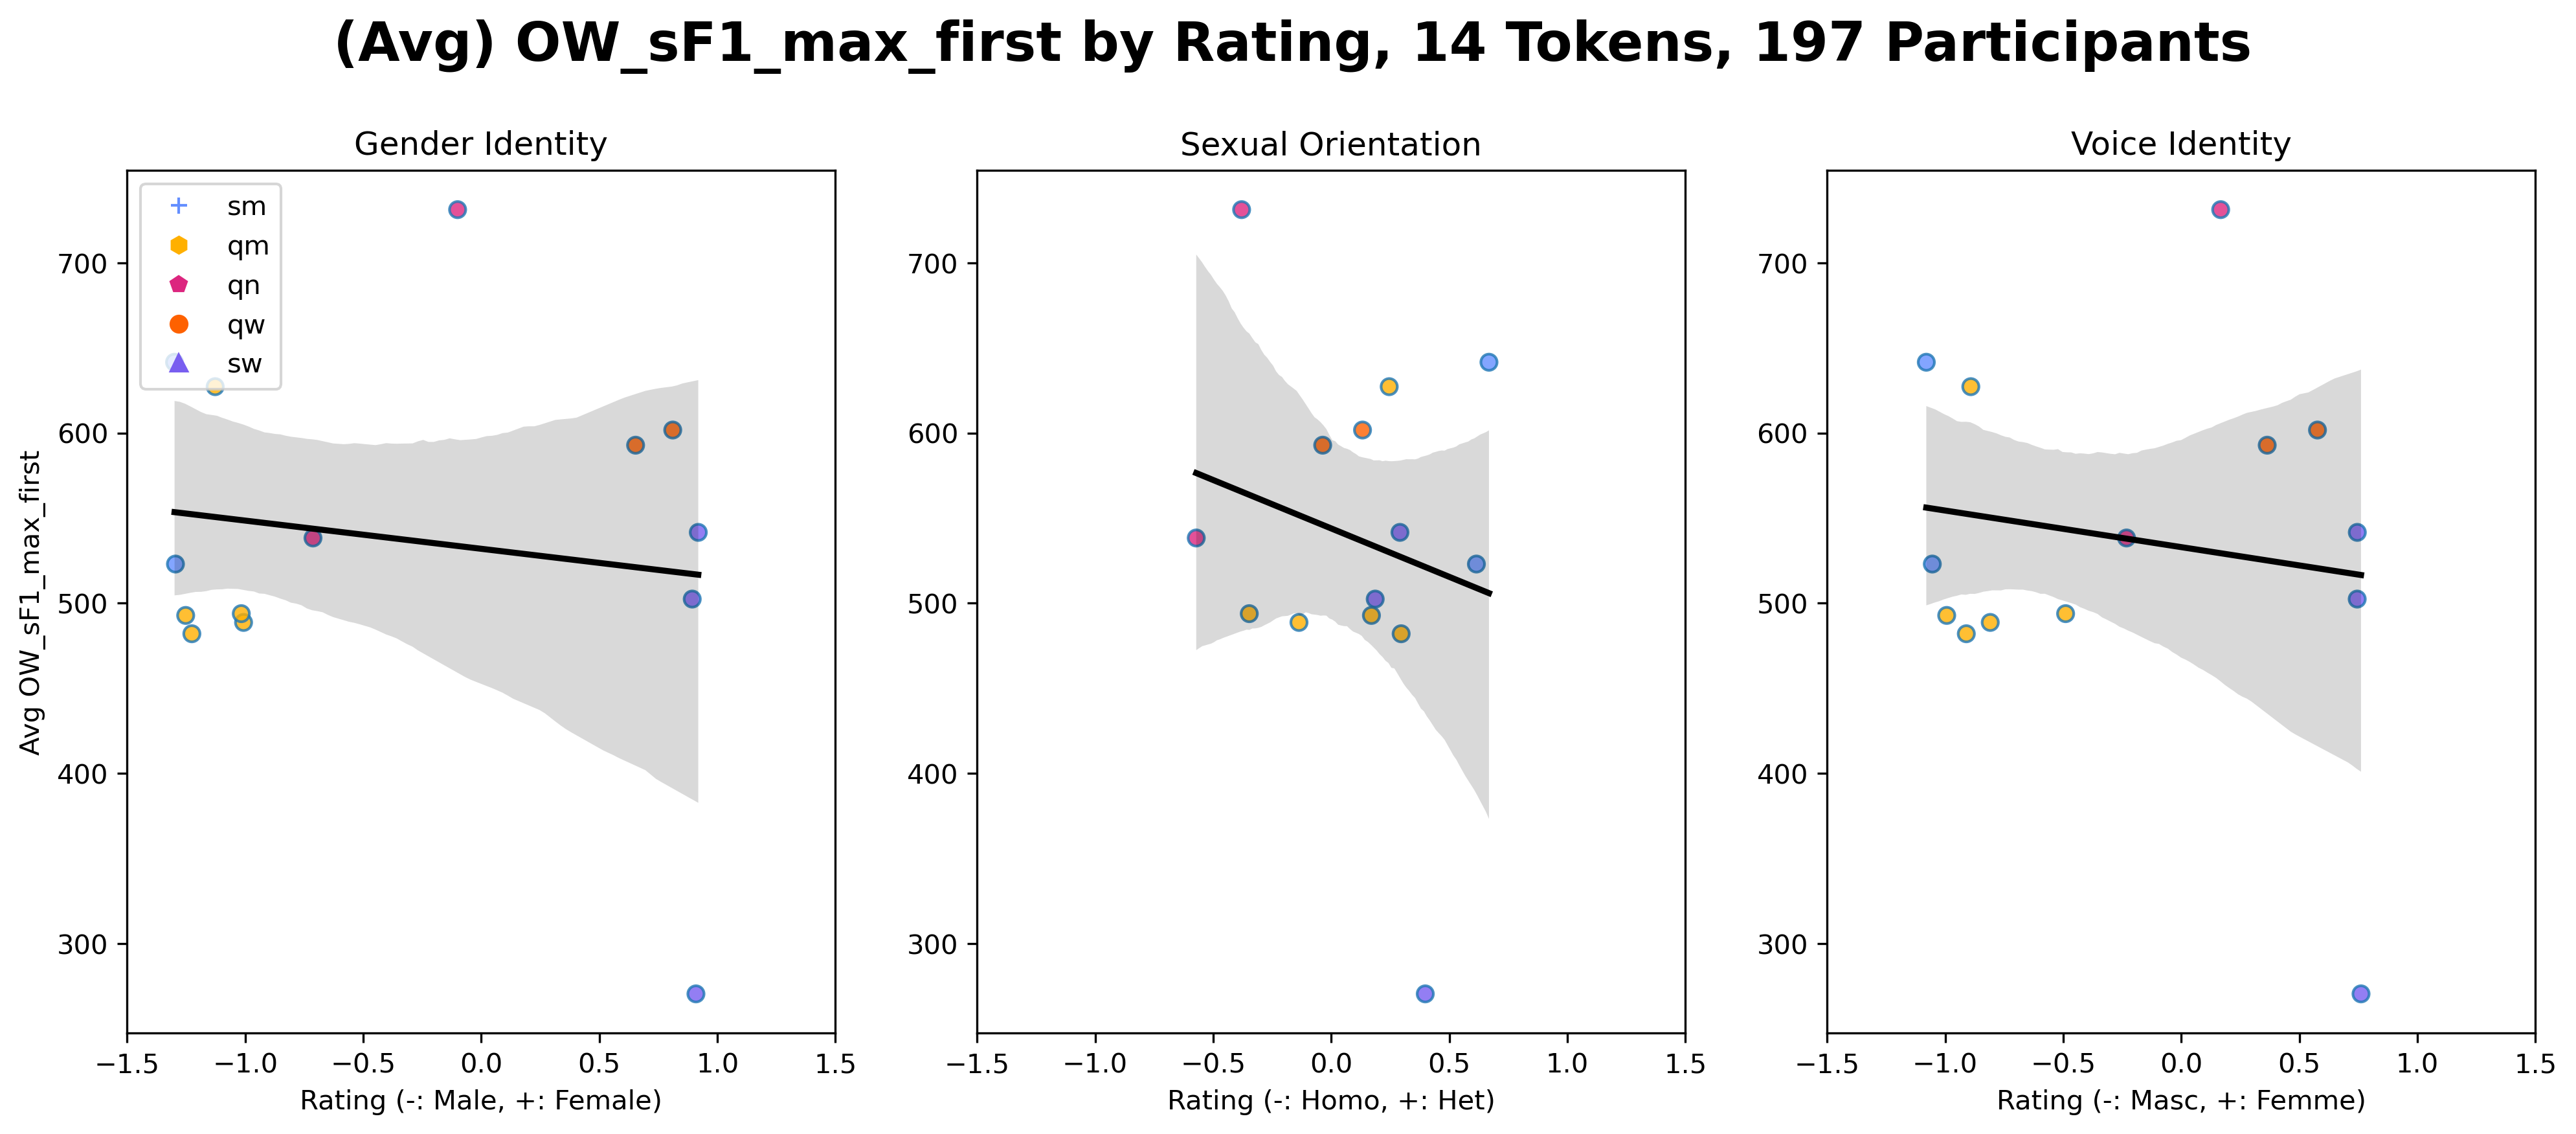 (Avg) OW_sF1_max_first by Rating, 14 Tokens, 197 Participants
Gender Identity
Sexual Orientation
Voice Identity
sm
qm
qn
qw
sw
Avg OW_sF1_max_first
700
600
500
400
300
−1.5 −1.0 −0.5 0.0 0.5 1.0 1.5
Rating (-: Male, +: Female)
700
600
500
400
300
−1.5 −1.0 −0.5 0.0 0.5 1.0 1.5
Rating (-: Homo, +: Het)
700
600
500
400
300
−1.5 −1.0 −0.5 0.0 0.5 1.0 1.5
Rating (-: Masc, +: Femme)